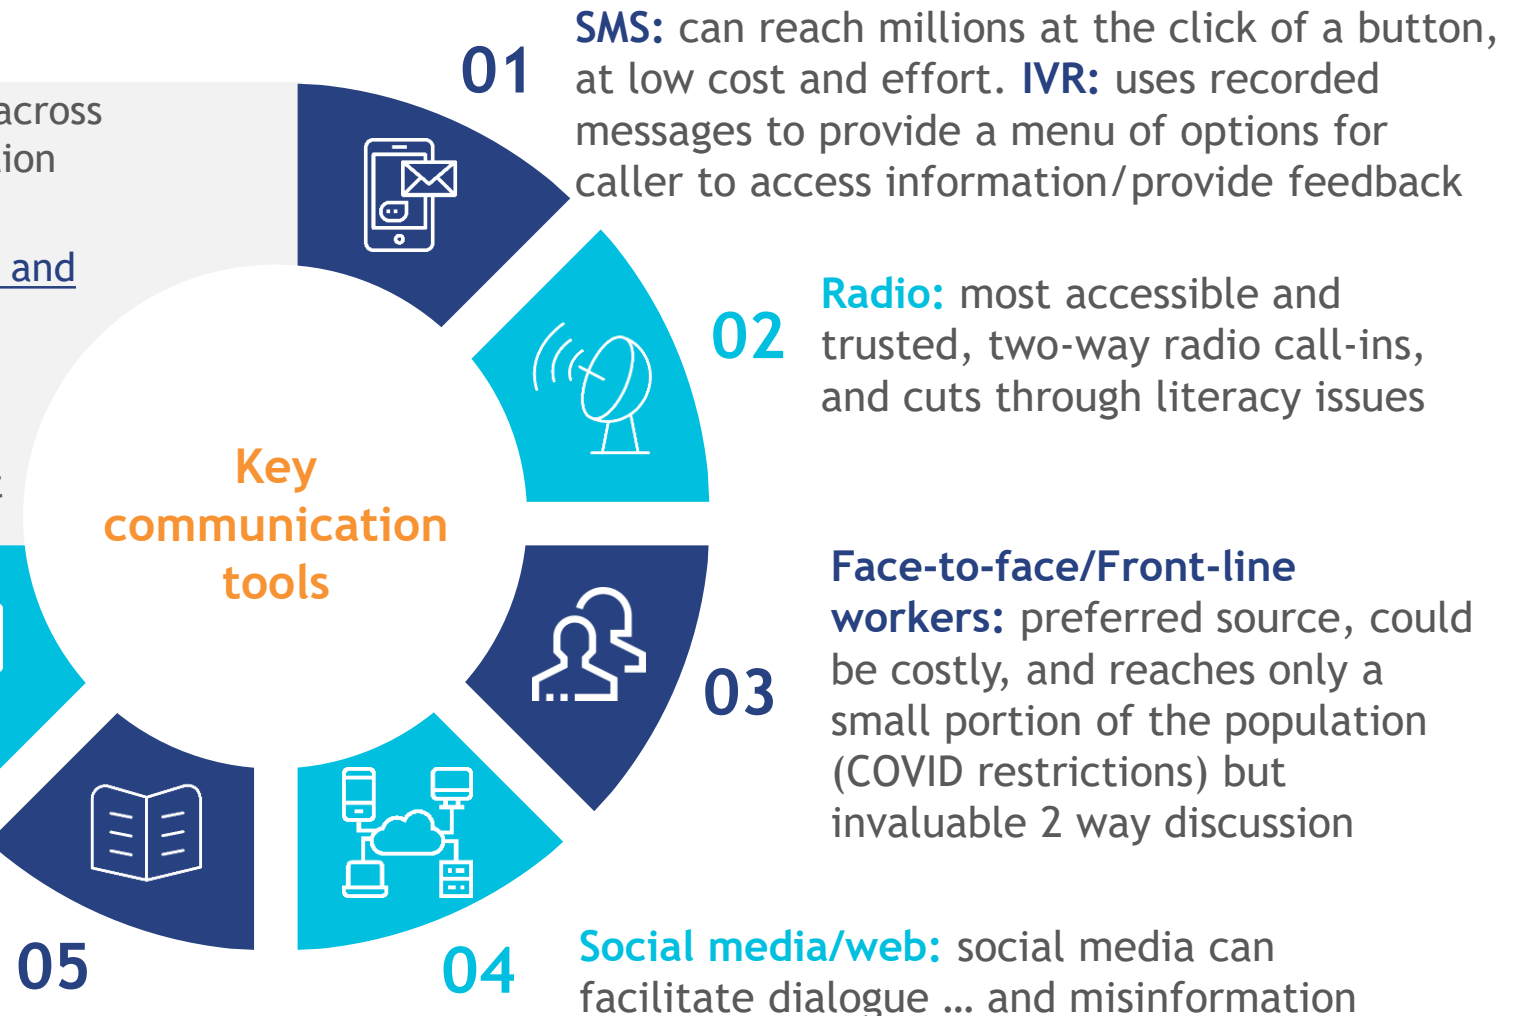 01
SMS: can reach millions at the click of a button,
at low cost and effort. IVR: uses recorded
messages to provide a menu of options for
caller to access information/provide feedback
across
and
02
Radio: most accessible and
trusted, two-way radio call-ins,
and cuts through literacy issues
Key
communication
tools
03
Face-to-face/Front-line
workers: preferred source, could
be costly, and reaches only a
small portion of the population
(COVID restrictions) but
invaluable 2 way discussion
04
Social media/web: social media can
facilitate dialogue … and misinformation
05